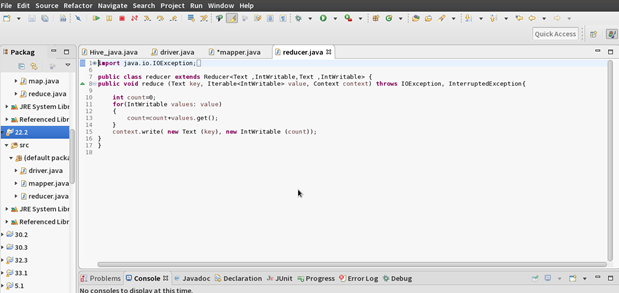 File Edit Source Refactor Navigate Search Project Run Window Help
Quick Access
Packag
Hive_java.java driver.java *mapper.java reducer.java
map.java
reduce.java
JRE System Libr
Referenced Libr
22.2
src
(default packa
driver.java
mapper.java
reducer.java
JRE System Libr
Referenced Libr
30.2
30.3
32.3
33.1
5.1
1 import java.io.IOException;
6
7 public class reducer extends Reducer<Text ,IntWritable,Text ,IntWritable> {
8 public void reduce (Text key, Iterable<IntWritable> value, Context context) throws IOException, InterruptedException{
9
10 int count=0;
11 for(IntWritable values: value)
12 {
13 count=count+values.get();
14 }
15 context.write( new Text (key), new IntWritable (count));
16 }
17 }
18
Problems Console Javadoc Declaration JUnit Progress Error Log Debug
No consoles to display at this time.